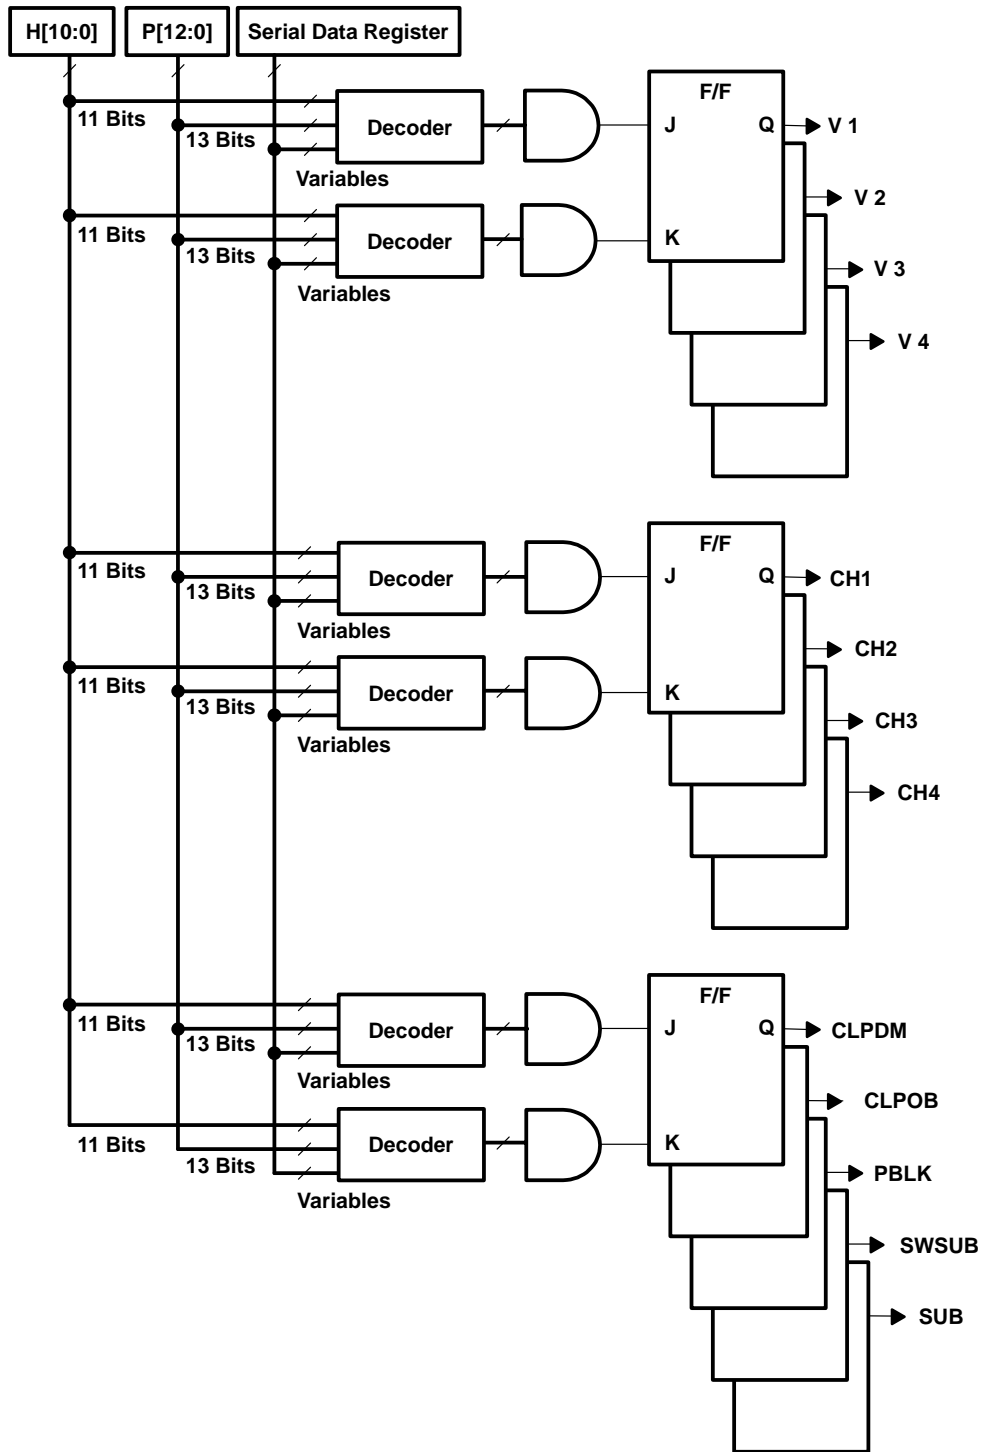 H[10:0]
P[12:0]
Serial Data Register
11 Bits
13 Bits
Variables
Decoder
11 Bits
13 Bits
Variables
Decoder
F/F
J
Q
K
V 1
V 2
V 3
V 4
11 Bits
13 Bits
Variables
Decoder
11 Bits
13 Bits
Variables
Decoder
F/F
J
Q
K
CH1
CH2
CH3
CH4
11 Bits
13 Bits
Variables
Decoder
11 Bits
13 Bits
Variables
Decoder
F/F
J
Q
K
CLPDM
CLPOB
PBLK
SWSUB
SUB